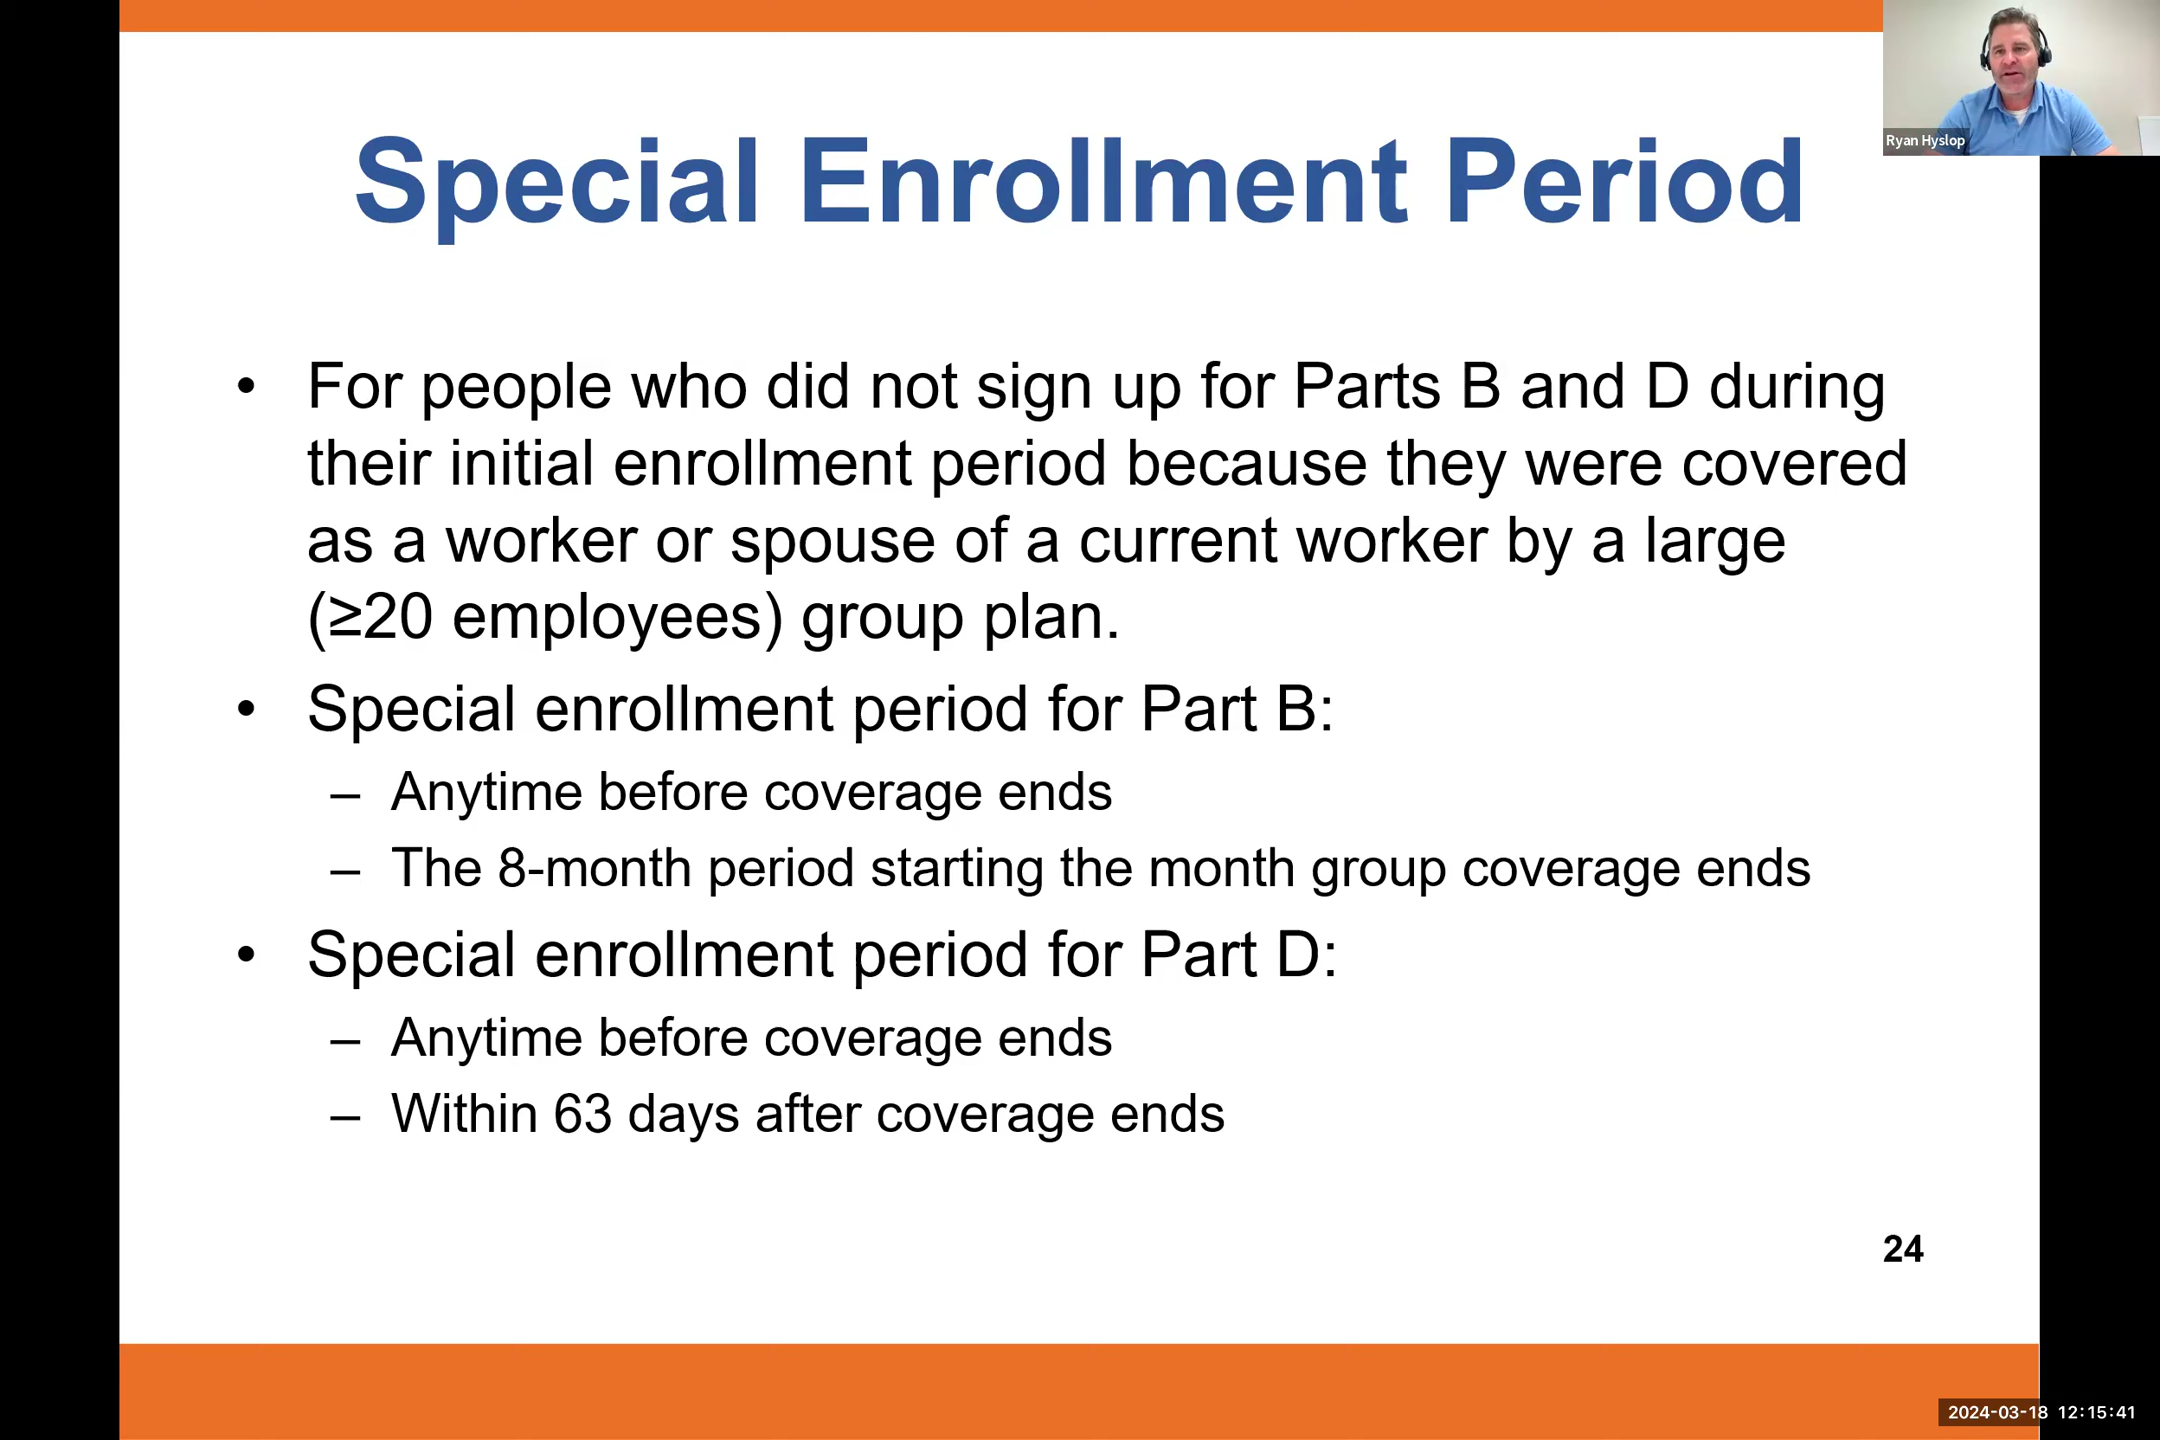 Special Enrollment Period
Ryan Hyslop
• For people who did not sign up for Parts B and D during
their initial enrollment period because they were covered
as a worker or spouse of a current worker by a large
(≥20 employees) group plan.
• Special enrollment period for Part B:
– Anytime before coverage ends
– The 8-month period starting the month group coverage ends
• Special enrollment period for Part D:
– Anytime before coverage ends
– Within 63 days after coverage ends
24
2024-03-18 12:15:41